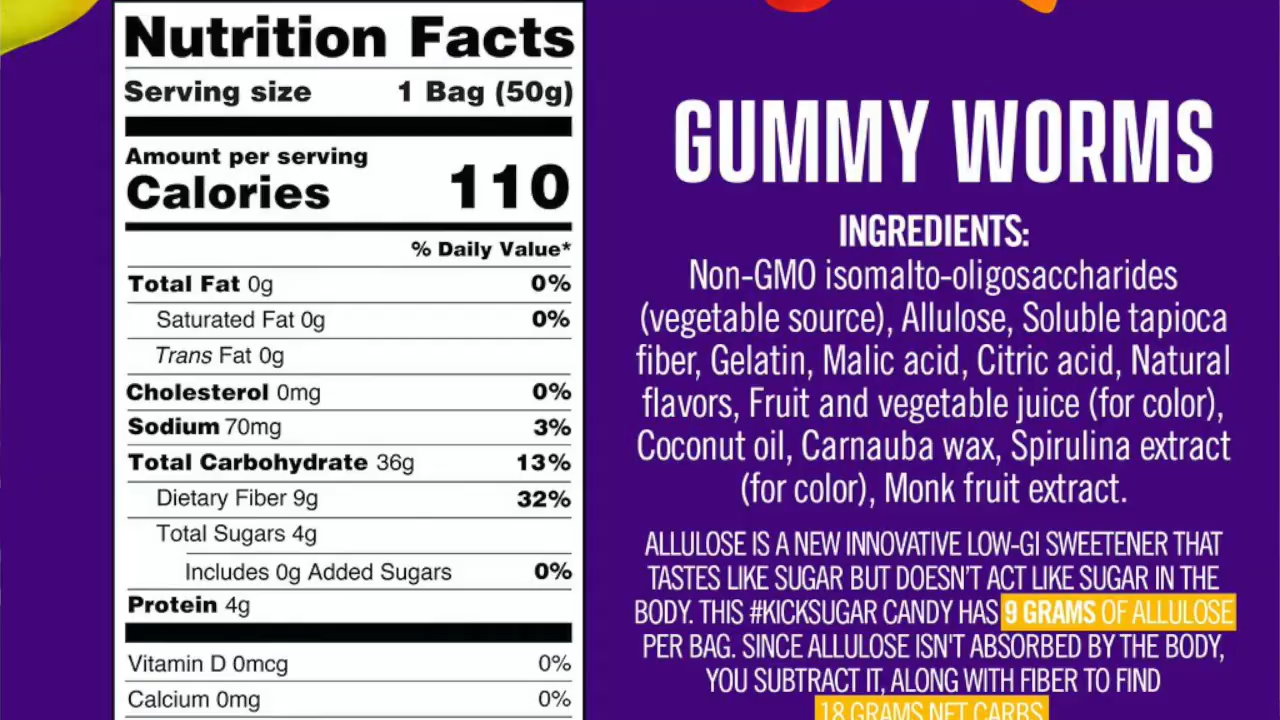 Nutrition Facts
Serving size 1 Bag (50g)
Amount per serving
Calories 110
% Daily Value*
Total Fat 0g 0%
Saturated Fat 0g 0%
Trans Fat 0g
Cholesterol 0mg 0%
Sodium 70mg 3%
Total Carbohydrate 36g 13%
Dietary Fiber 9g 32%
Total Sugars 4g
Includes 0g Added Sugars 0%
Protein 4g
Vitamin D 0mcg 0%
Calcium 0mg 0%
GUMMY WORMS
INGREDIENTS:
Non-GMO isomalto-oligosaccharides
(vegetable source), Allulose, Soluble tapioca
fiber, Gelatin, Malic acid, Citric acid, Natural
flavors, Fruit and vegetable juice (for color),
Coconut oil, Carnauba wax, Spirulina extract
(for color), Monk fruit extract.
ALLULOSE IS A NEW INNOVATIVE LOW-GI SWEETENER THAT
TASTES LIKE SUGAR BUT DOESN'T ACT LIKE SUGAR IN THE
BODY. THIS #KICKSUGAR CANDY HAS 9 GRAMS OF ALLULOSE
PER BAG. SINCE ALLULOSE ISN'T ABSORBED BY THE BODY,
YOU SUBTRACT IT, ALONG WITH FIBER TO FIND
18 GRAMS NET CARBS